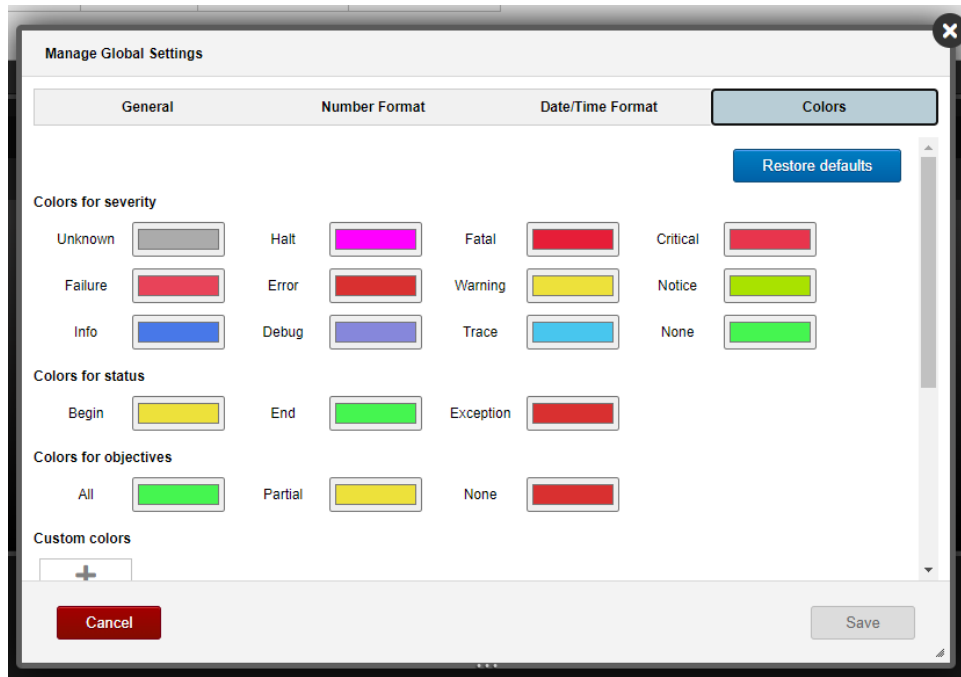 Manage Global Settings
General Number Format Date/Time Format Colors
Restore defaults
Colors for severity
Unknown Halt Fatal Critical
Failure Error Warning Notice
Info Debug Trace None
Colors for status
Begin End Exception
Colors for objectives
All Partial None
Custom colors
Cancel Save